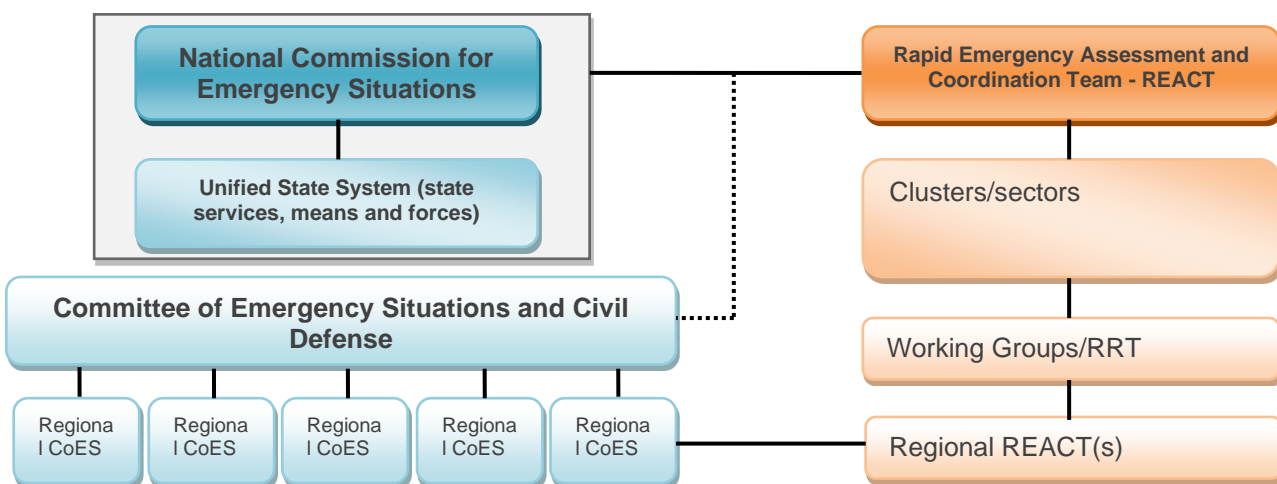 National Commission for
Emergency Situations
Rapid Emergency Assessment and
Coordination Team - REACT
Unified State System (state
services, means and forces)
Clusters/sectors
Committee of Emergency Situations and Civil
Defense
Working Groups/RRT
Regiona
l CoES
Regiona
l CoES
Regiona
l CoES
Regiona
l CoES
Regiona
l CoES
Regional REACT(s)